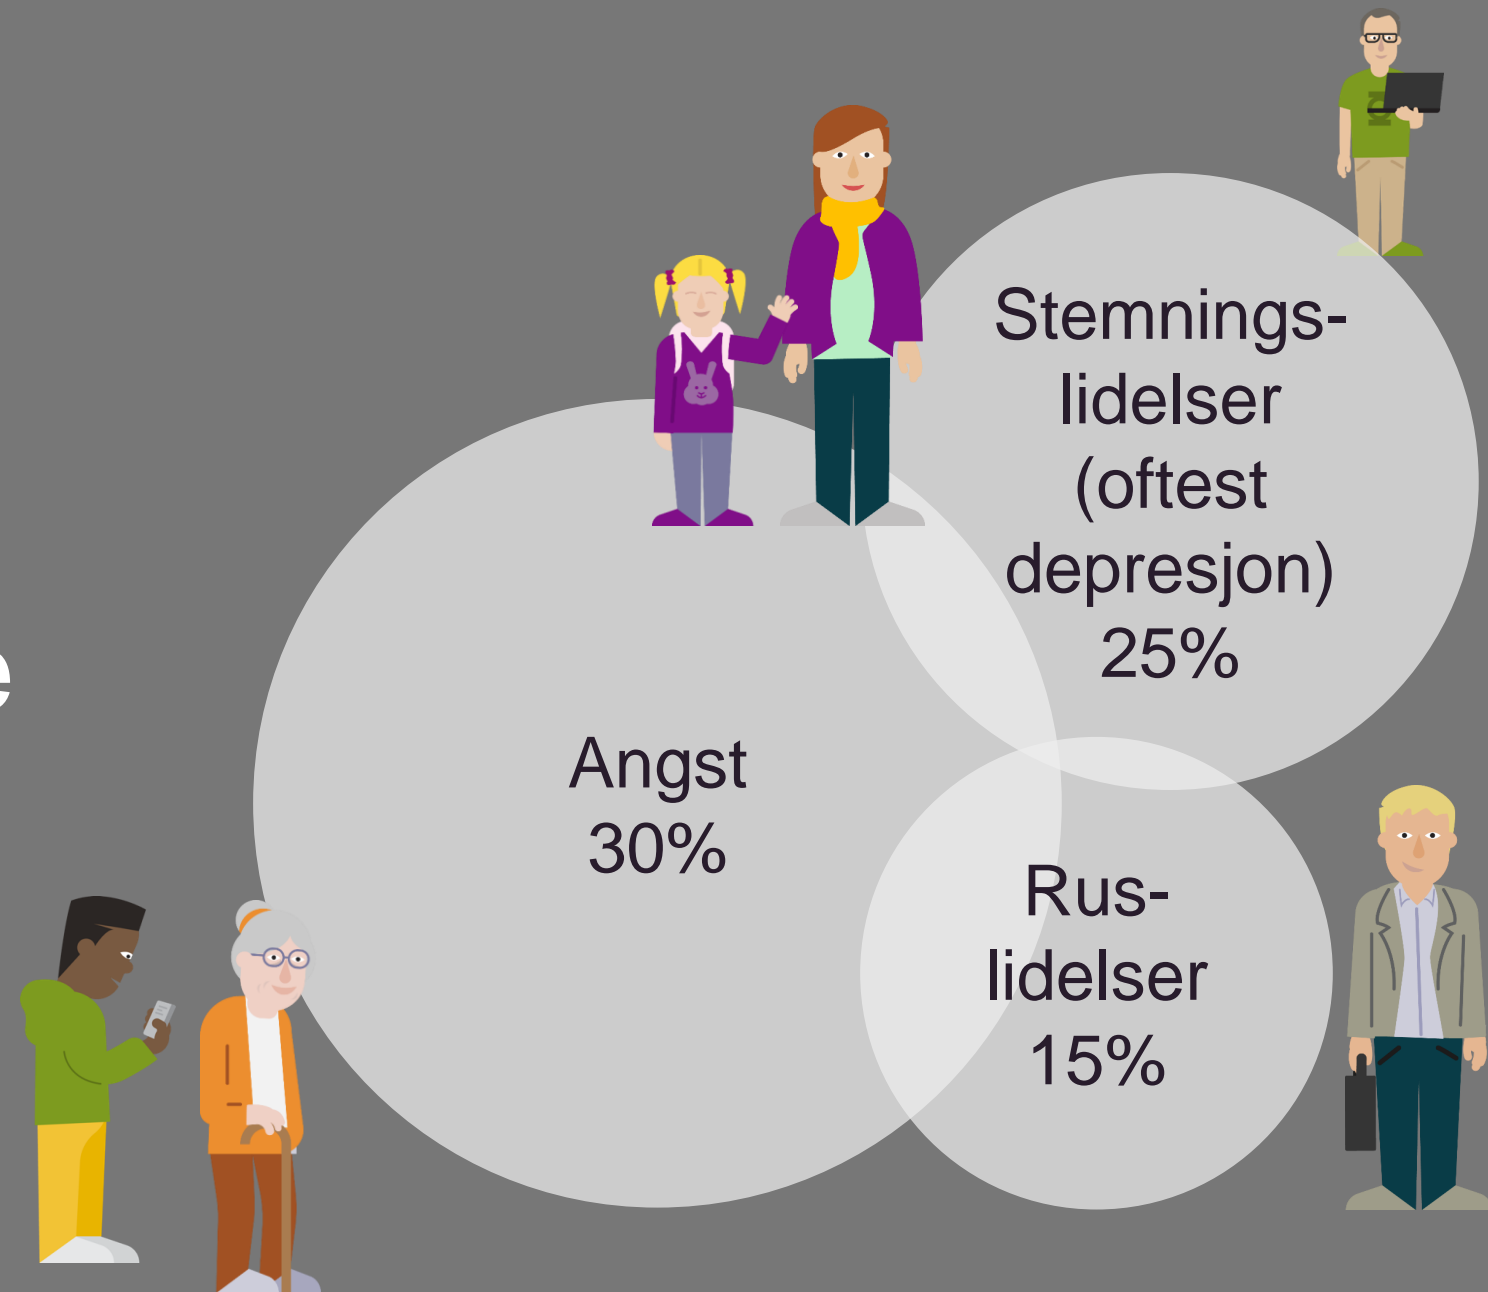 Stemnings-
lidelser
(oftest
depresjon)
25%
Angst
30%
Rus-
lidelser
15%